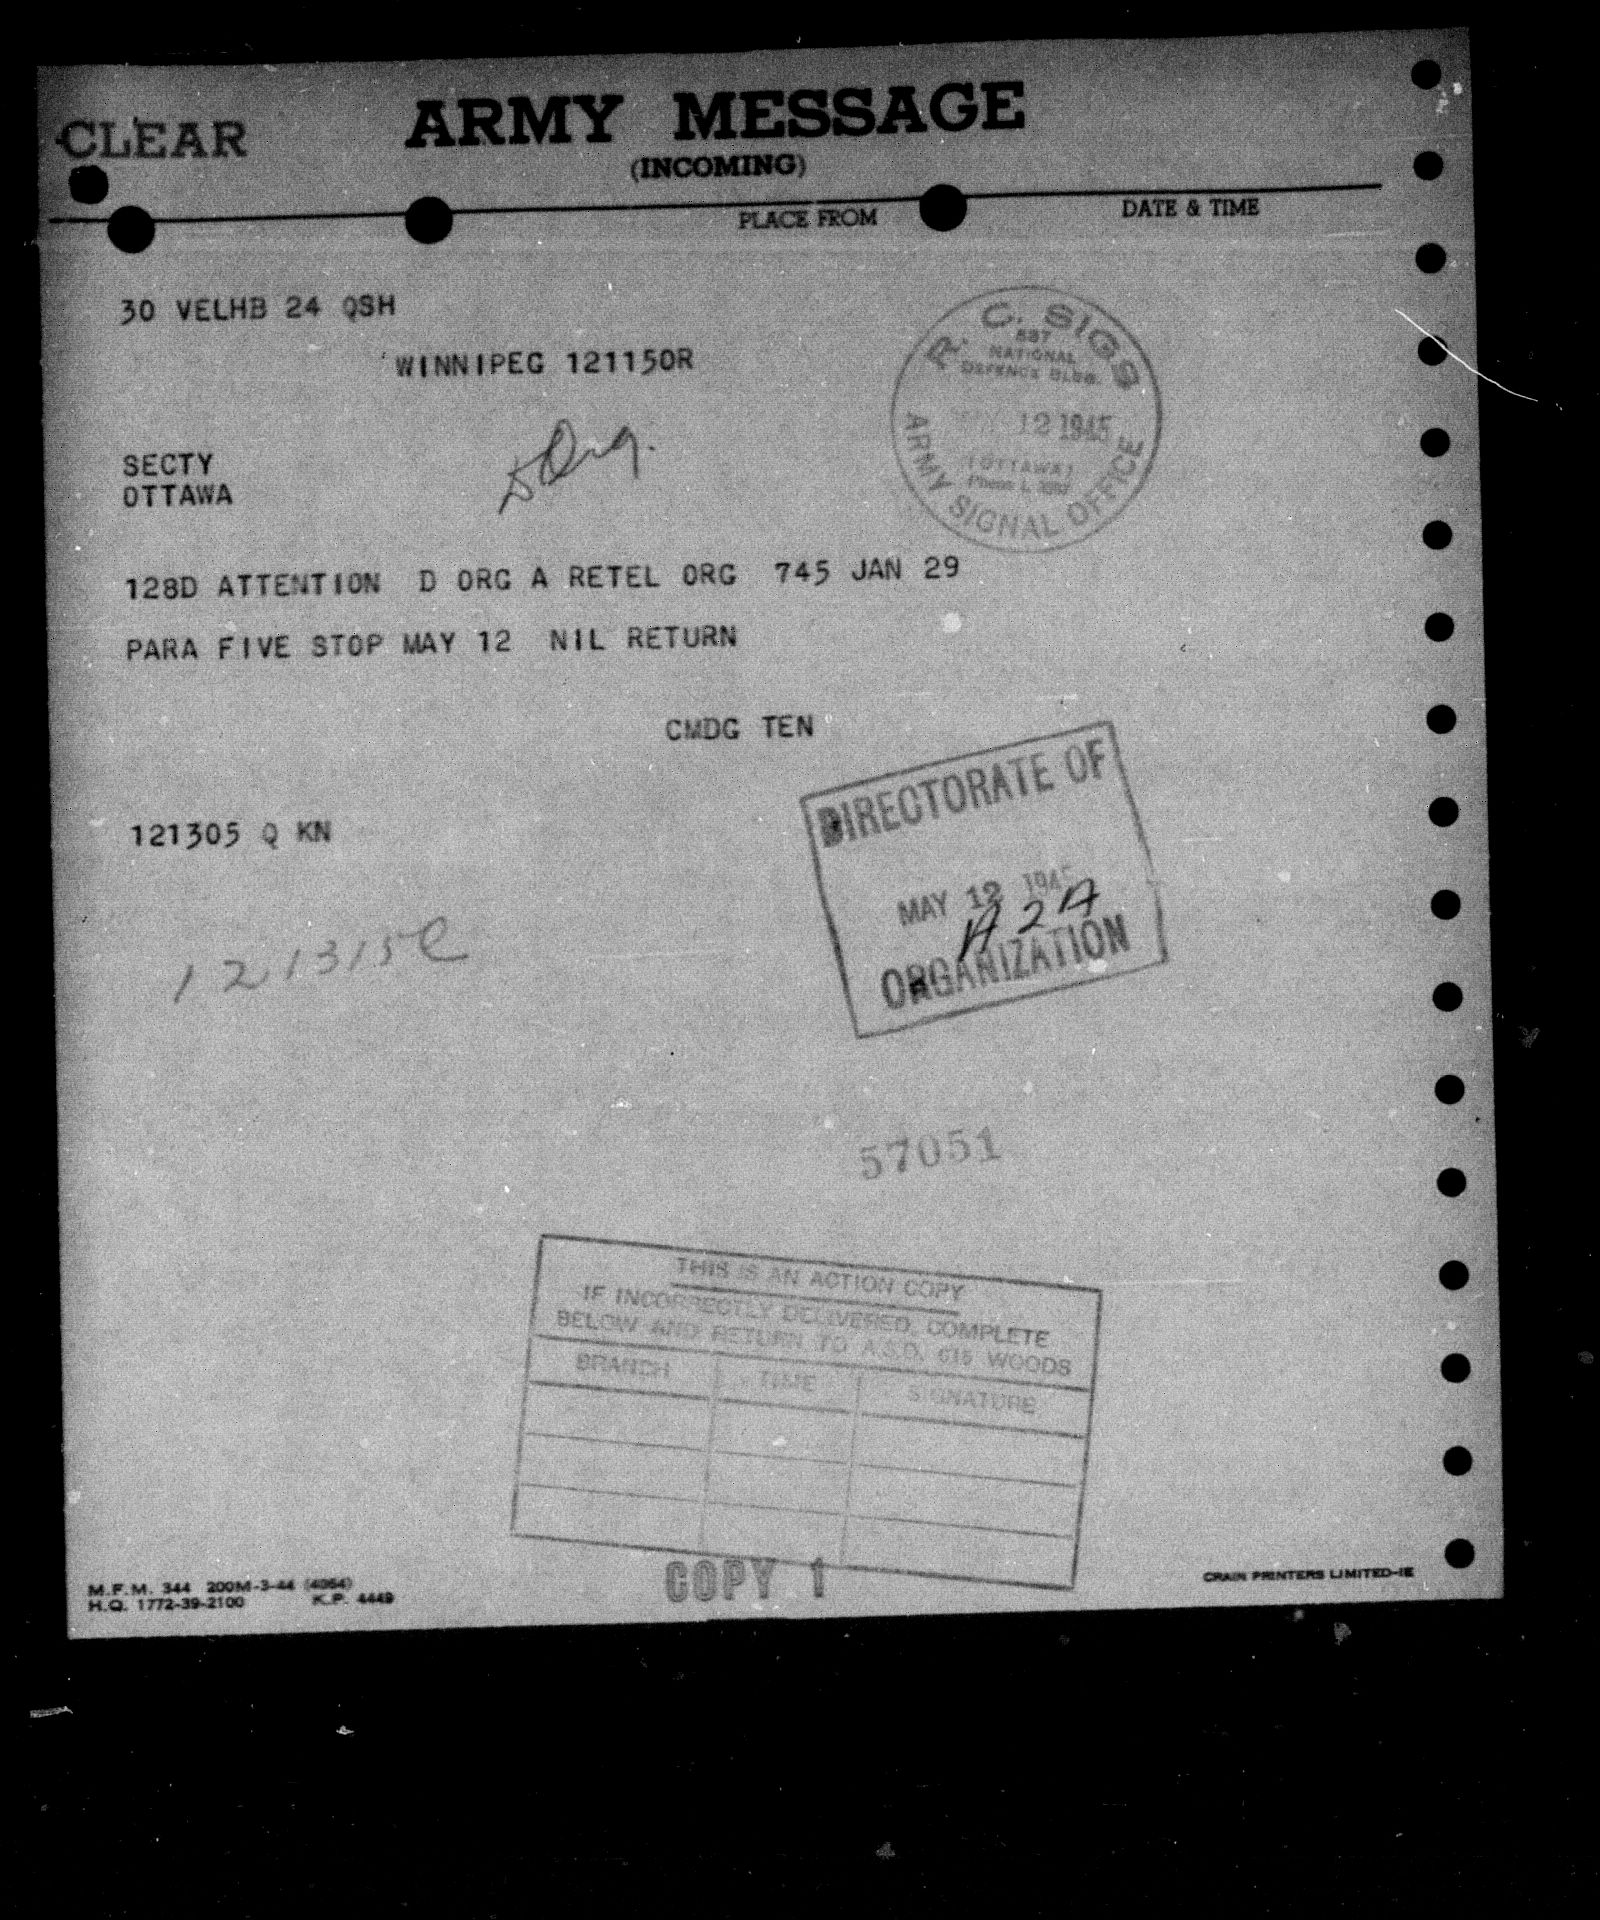 CLEAR
ARMY MESSAGE
(INCOMING)
PLACE FROM
DATE & TIME
30 VELHB 24 QSH
WINNIPEG 121150R
R. C. SIGS
NATIONAL
DEFENCE BLDG.
12 1945
(OTTAWA)
ARMY SIGNAL OFFICE
D Org.
SECTY
OTTAWA
128D ATTENTION D ORG A RETEL ORG 745 JAN 29
PARA FIVE STOP MAY 12 NIL RETURN
CMDG TEN
DIRECTORATE OF
MAY 12 1945
A2A
ORGANIZATION
121305 Q KN
121315
57051
THIS IS AN ACTION COPY
IF INCORRECTLY DELIVERED, COMPLETE
BELOW AND RETURN TO A.S.O. 615 WOODS
BRANCH TIME SIGNATURE
COPY 1
M.F.M. 344 200M-3-44 (4064)
H.Q. 1772-39-2100 K.P. 4449
CRAIN PRINTERS LIMITED-IE